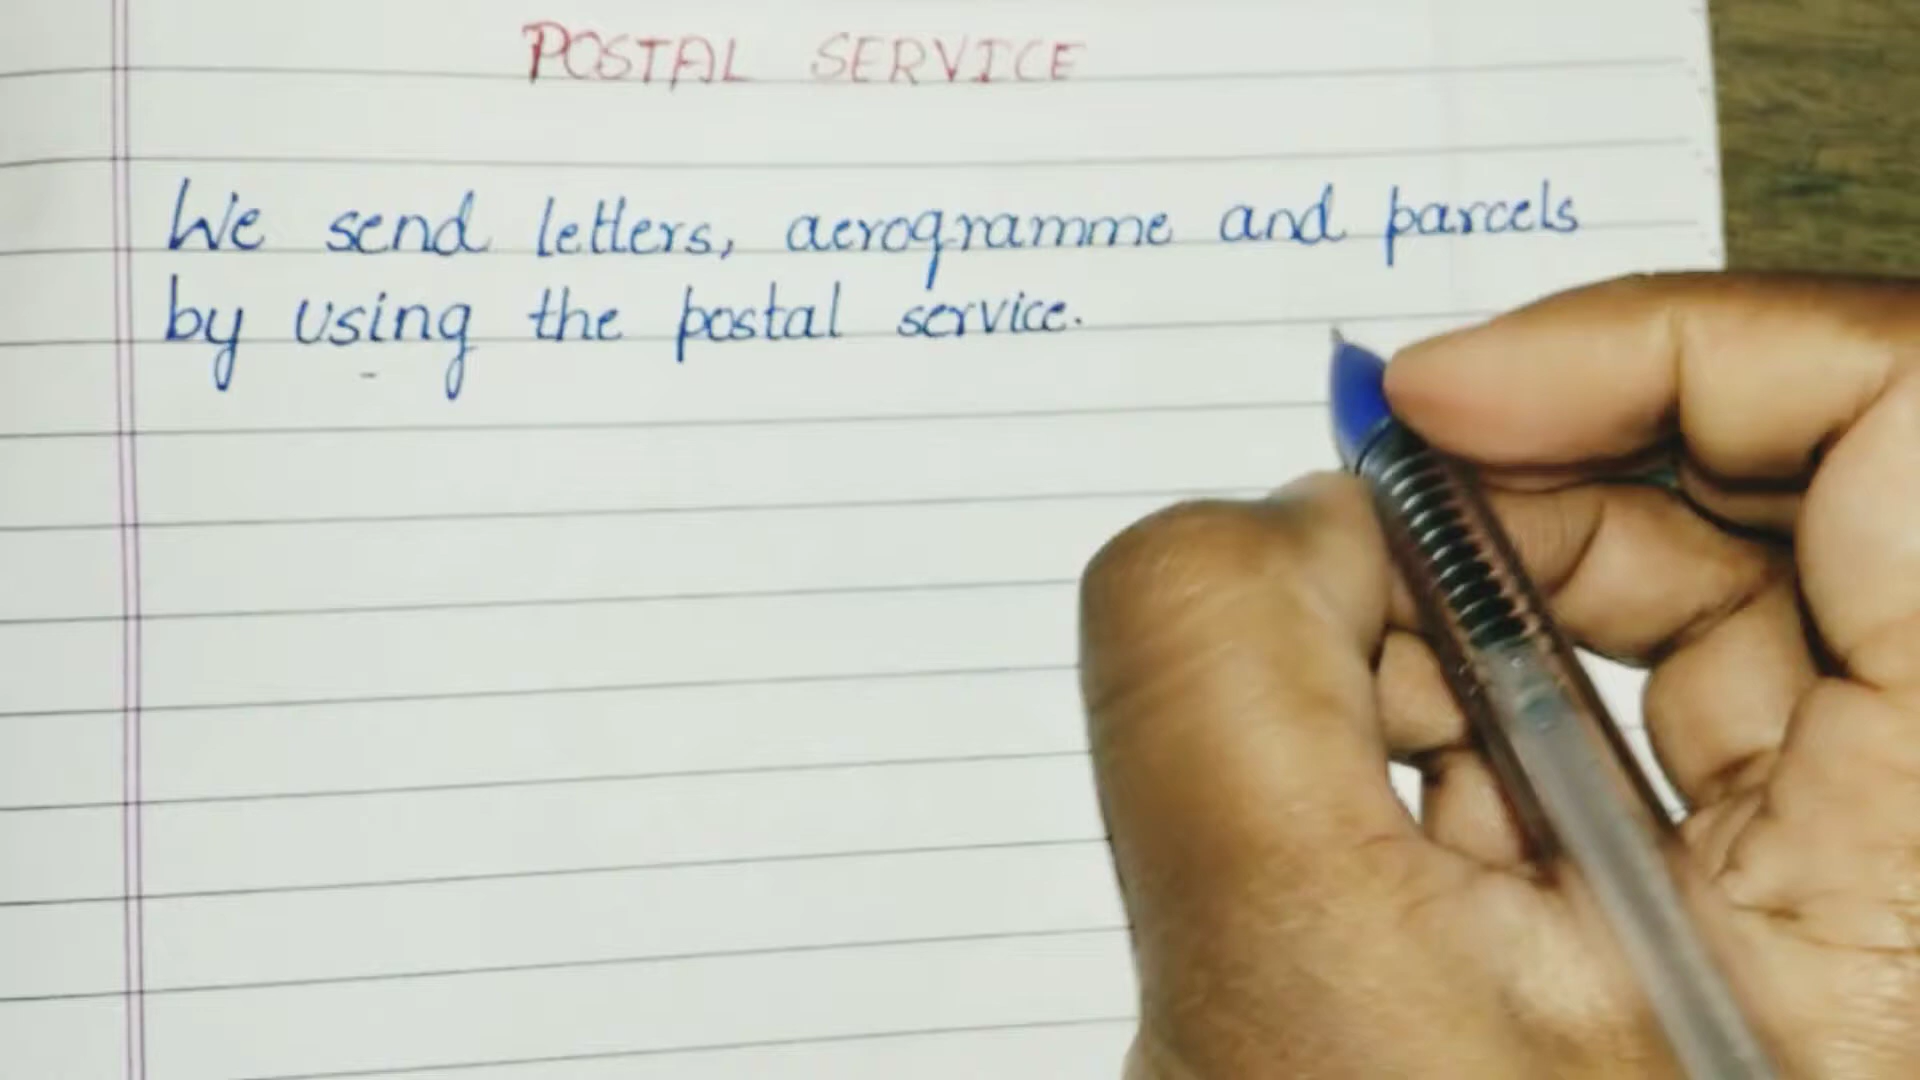 POSTAL SERVICE
We send letters, aerogramme and parcels
by using the postal service.